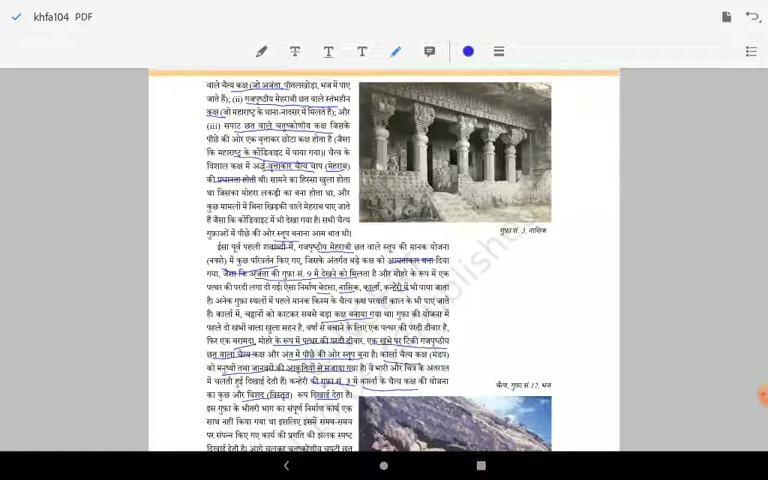 khfa104 PDF
वाले चैत्य कक्ष (जो अजंता, पीतलखोड़ा, भज में पाए
जाते हैं); (ii) गजपृष्ठीय मेहराबी छत वाले स्तंभहीन
कक्ष (जो महाराष्ट्र के थाना-नादसर में मिलते हैं); और
(iii) सपाट छत वाले चतुष्कोणीय कक्ष जिसके
पीछे की ओर एक वृत्ताकर छोटा कक्ष होता है (जैसा
कि महाराष्ट्र के कोंडिवाइट में पाया गया)। चैत्य के
विशाल कक्ष में अर्द्ध-वृत्ताकार चैत्य चाप (मेहराब)
की प्रधानता होती थी। सामने का हिस्सा खुला होता
था जिसका मोहरा लकड़ी का बना होता था, और
कुछ मामलों में बिना खिड़की वाले मेहराब पाए जाते
हैं जैसा कि कोंडिवाइट में भी देखा गया है। सभी चैत्य
गुफ़ाओं में पीछे की ओर स्तूप बनाना आम बात थी।
गुफ़ा सं. 3, नासिक
ईसा पूर्व पहली शताब्दी में, गजपृष्ठीय मेहराबी छत वाले स्तूप की मानक योजना
(नक्शे) में कुछ परिवर्तन किए गए, जिसके अंतर्गत बड़े कक्ष को आयताकार बना दिया
गया, जैसा कि अजंता की गुफ़ा सं. 9 में देखने को मिलता है और मोहरे के रूप में एक
पत्थर की परदी लगा दी गई। ऐसा निर्माण बेदसा, नासिक, कार्ला, कन्हेरी में भी पाया जाता
है। अनेक गुफ़ा स्थलों में पहले मानक किस्म के चैत्य कक्ष परवर्ती काल के भी पाए जाते
हैं। कार्ला में, चट्टानों को काटकर सबसे बड़ा कक्ष बनाया गया था। गुफ़ा की योजना में
पहले दो खंभों वाला खुला सहन है, वर्षा से बचाने के लिए एक पत्थर की परदी दीवार है,
फिर एक बरामदा, मोहरे के रूप में पत्थर की परदी दीवार, एक खंभे पर टिकी गजपृष्ठीय
छत वाला चैत्य कक्ष और अंत में पीछे की ओर स्तूप बना है। कार्ला चैत्य कक्ष (मंडप)
को मनुष्यों तथा जानवरों की आकृतियों से सजाया गया है। वे भारी और चित्र के अंतराल
में चलती हुई दिखाई देती हैं। कन्हेरी की गुफ़ा सं. 3 में कार्ला के चैत्य कक्ष की योजना
का कुछ और विशद (विस्तृत) रूप दिखाई देता है।
चैत्य, गुफ़ा सं. 12, भज
इस गुफ़ा के भीतरी भाग का संपूर्ण निर्माण कार्य एक
साथ नहीं किया गया था इसलिए इसमें समय-समय
पर संपन्न किए गए कार्य की प्रगति की झलक स्पष्ट
दिखाई देती है। आगे चलकर चतुष्कोणीय चपटी छत